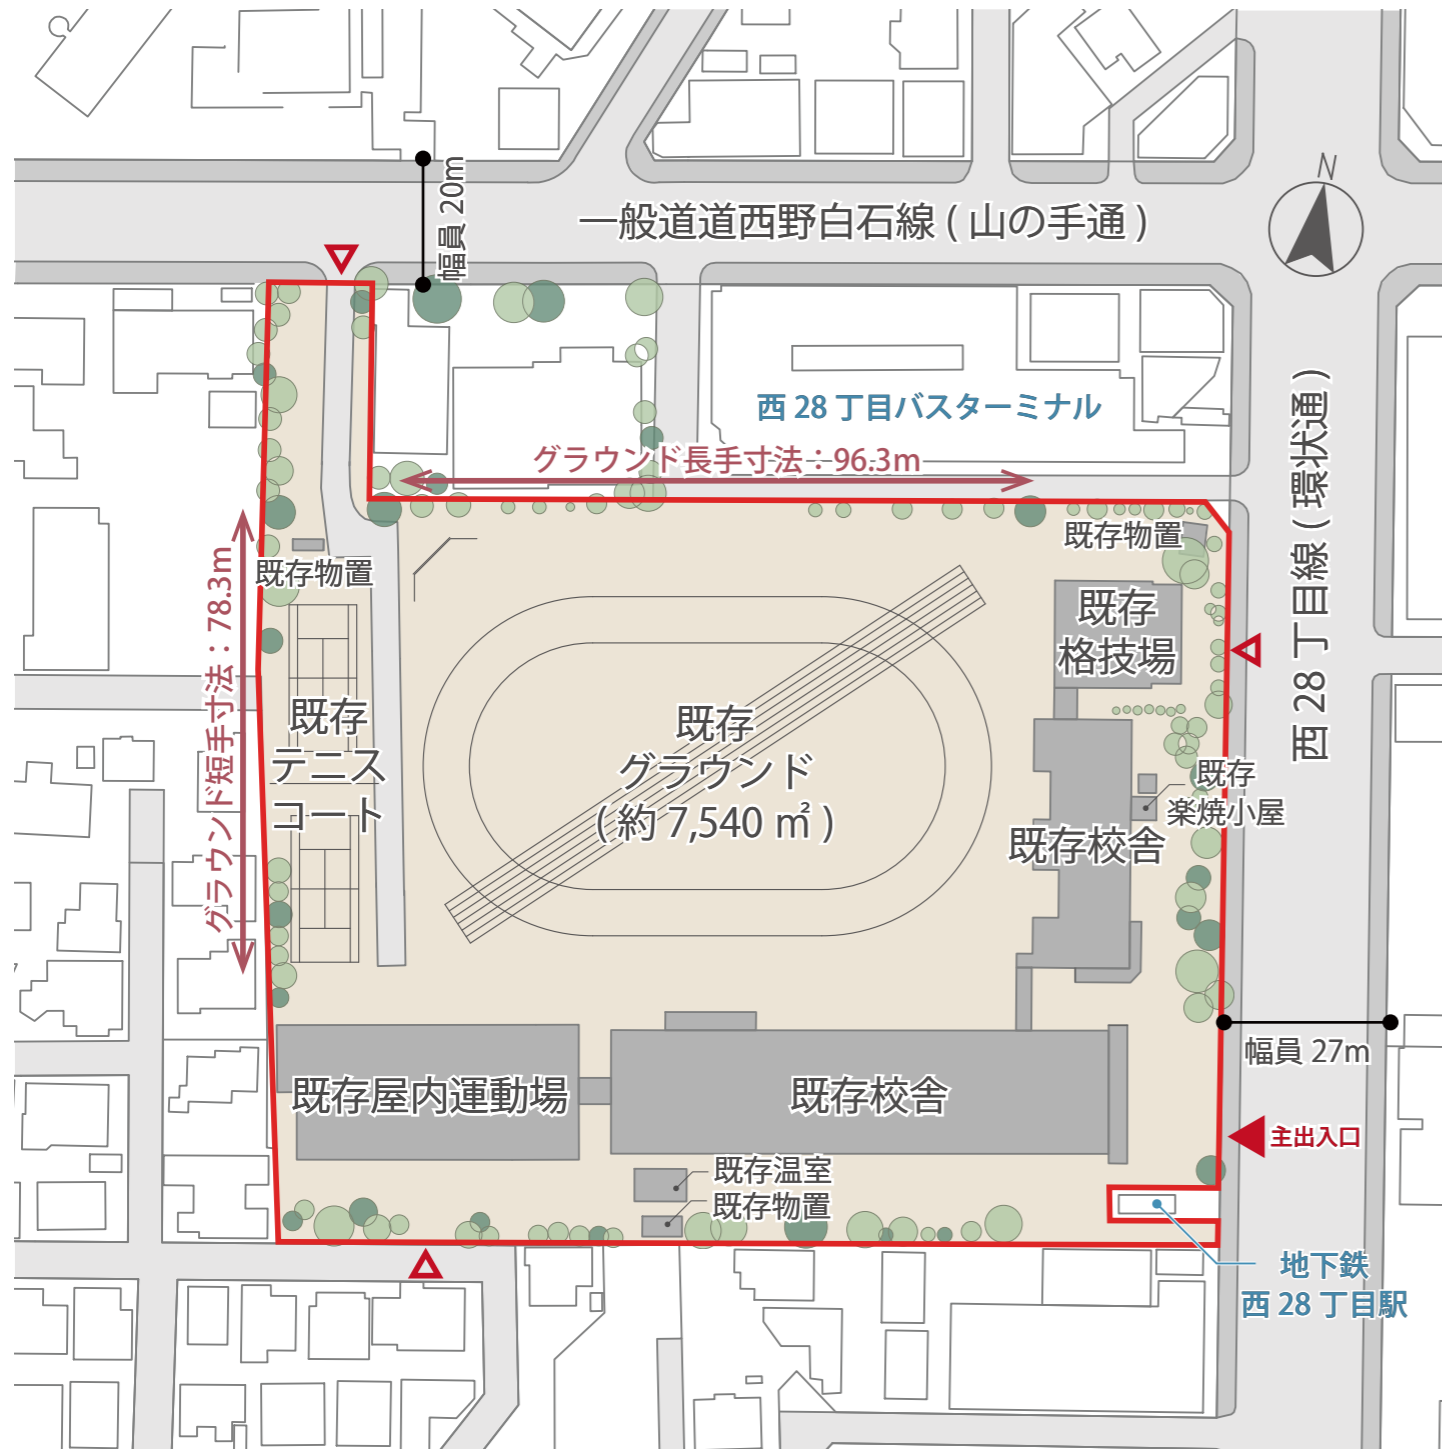 N
幅員 20m
一般道道西野白石線 ( 山の手通 )
西 28 丁目バスターミナル
グラウンド長手寸法：96.3m
西 28 丁目線 ( 環状通 )
既存物置
既存物置
グラウンド短手寸法：78.3m
既存
格技場
既存
テニス
コート
既存
グラウンド
( 約 7,540 ㎡ )
既存
楽焼小屋
既存校舎
幅員 27m
既存屋内運動場
既存校舎
主出入口
既存温室
既存物置
地下鉄
西 28 丁目駅